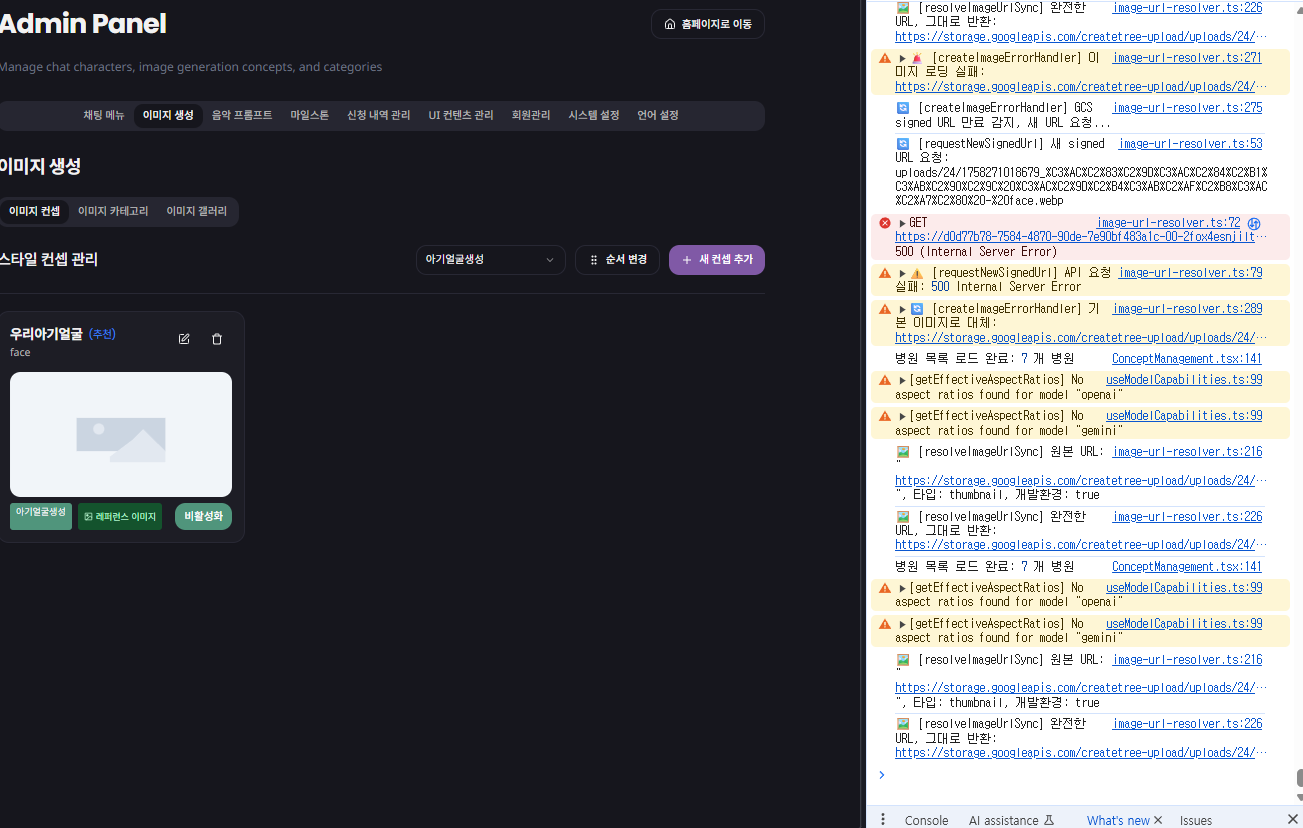 Admin Panel
홈페이지로 이동
Manage chat characters, image generation concepts, and categories
채팅 메뉴 이미지 생성 음악 프롬프트 마일스톤 신청 내역 관리 UI 컨텐츠 관리 회원관리 시스템 설정 언어 설정
이미지 생성
이미지 컨셉 이미지 카테고리 이미지 갤러리
스타일 컨셉 관리
아기얼굴생성
순서 변경
+ 새 컨셉 추가
우리아기얼굴 (추천)
face
아기얼굴생성
레퍼런스 이미지
비활성화
[resolveImageUrlSync] 완전한 image-url-resolver.ts:226
URL, 그대로 반환:
https://storage.googleapis.com/createtree-upload/uploads/24/…
[createImageErrorHandler] 이 image-url-resolver.ts:271
미지 로딩 실패:
https://storage.googleapis.com/createtree-upload/uploads/24/…
[createImageErrorHandler] GCS image-url-resolver.ts:275
signed URL 만료 감지, 새 URL 요청...
[requestNewSignedUrl] 새 signed image-url-resolver.ts:53
URL 요청:
uploads/24/1758271018679_%C3%AC%C2%83%C2%9D%C3%AC%C2%84%C2%B1%
C3%AB%C2%90%C2%9C%20%C3%AC%C2%9D%C2%B4%C3%AB%C2%AF%C2%B8%C3%AC
%C2%A7%C2%80%20-%20face.webp
GET image-url-resolver.ts:72
https://d0d77b78-7584-4870-90de-7e90bf483a1c-00-2fox4esnjilt…
500 (Internal Server Error)
[requestNewSignedUrl] API 요청 image-url-resolver.ts:79
실패: 500 Internal Server Error
[createImageErrorHandler] 기 image-url-resolver.ts:289
본 이미지로 대체:
https://storage.googleapis.com/createtree-upload/uploads/24/…
병원 목록 로드 완료: 7 개 병원 ConceptManagement.tsx:141
[getEffectiveAspectRatios] No useModelCapabilities.ts:99
aspect ratios found for model "openai"
[getEffectiveAspectRatios] No useModelCapabilities.ts:99
aspect ratios found for model "gemini"
[resolveImageUrlSync] 원본 URL: image-url-resolver.ts:216
"
https://storage.googleapis.com/createtree-upload/uploads/24/…
", 타입: thumbnail, 개발환경: true
[resolveImageUrlSync] 완전한 image-url-resolver.ts:226
URL, 그대로 반환:
https://storage.googleapis.com/createtree-upload/uploads/24/…
병원 목록 로드 완료: 7 개 병원 ConceptManagement.tsx:141
[getEffectiveAspectRatios] No useModelCapabilities.ts:99
aspect ratios found for model "openai"
[getEffectiveAspectRatios] No useModelCapabilities.ts:99
aspect ratios found for model "gemini"
[resolveImageUrlSync] 원본 URL: image-url-resolver.ts:216
"
https://storage.googleapis.com/createtree-upload/uploads/24/…
", 타입: thumbnail, 개발환경: true
[resolveImageUrlSync] 완전한 image-url-resolver.ts:226
URL, 그대로 반환:
https://storage.googleapis.com/createtree-upload/uploads/24/…
Console AI assistance What's new Issues